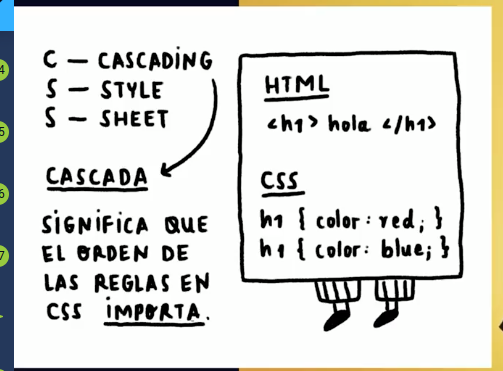 C — CASCADING
S — STYLE
S — SHEET
CASCADA
SIGNIFICA QUE
EL ORDEN DE
LAS REGLAS EN
CSS IMPORTA.
HTML
<h1> hola </h1>
CSS
h1 { color: red; }
h1 { color: blue; }
4
5
6
7